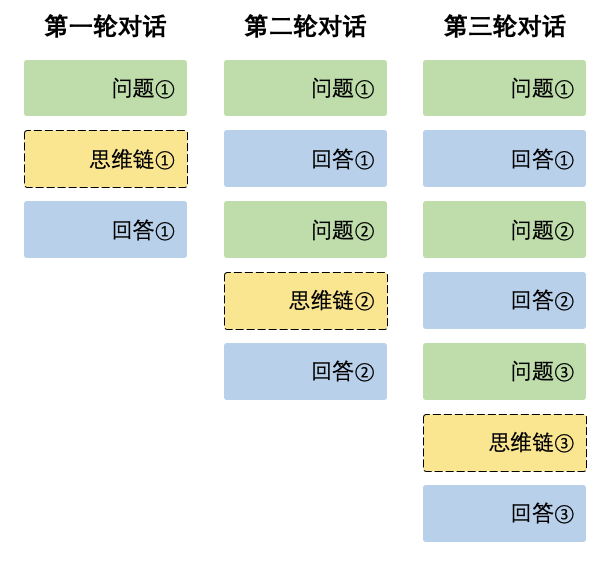 第一轮对话
问题①
思维链①
回答①
第二轮对话
问题①
回答①
问题②
思维链②
回答②
第三轮对话
问题①
回答①
问题②
回答②
问题③
思维链③
回答③